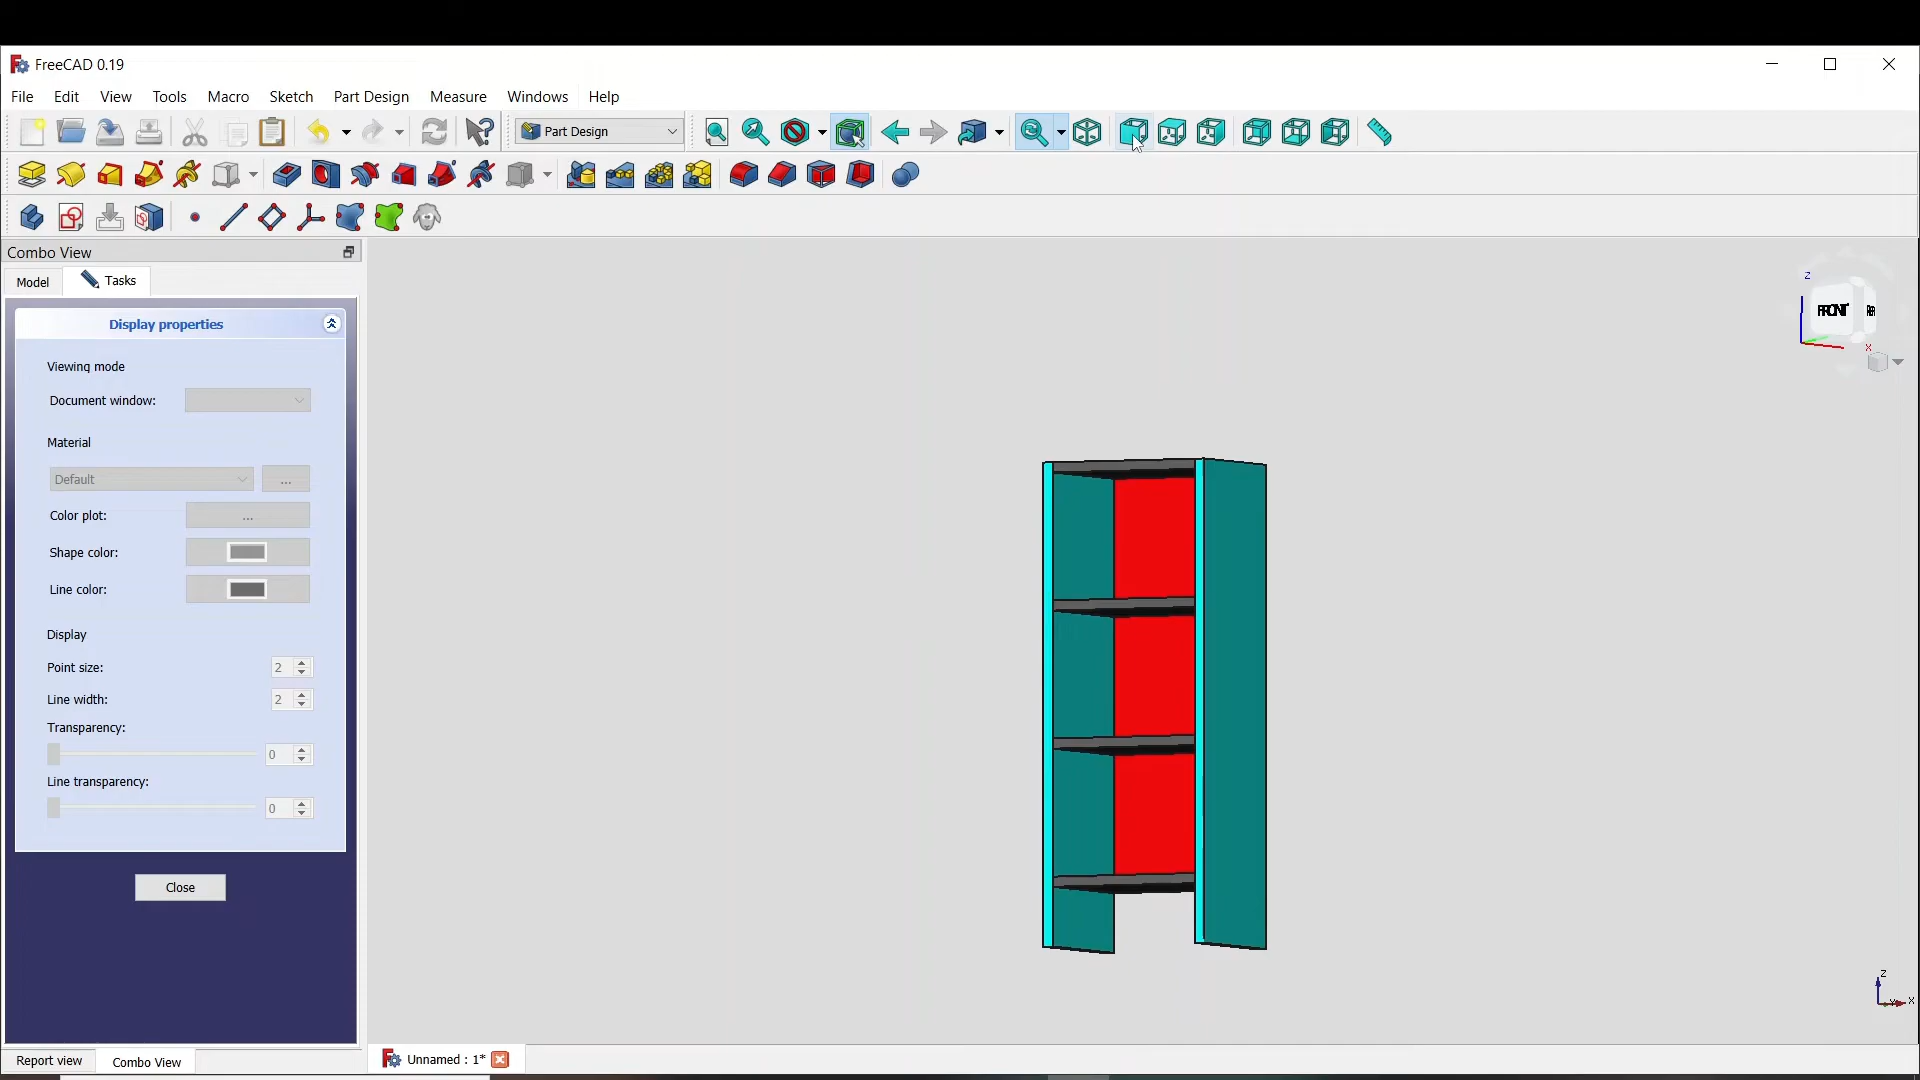 FreeCAD 0.19
File Edit View Tools Macro Sketch Part Design Measure Windows Help
Part Design
Combo View
Model Tasks
Display properties
Viewing mode
Document window:
Material
Default ...
Color plot: ...
Shape color:
Line color:
Display
Point size: 2
Line width: 2
Transparency:
0
Line transparency:
0
Close
Report view Combo View
Unnamed : 1*
Z
FRONT
X
Z
X